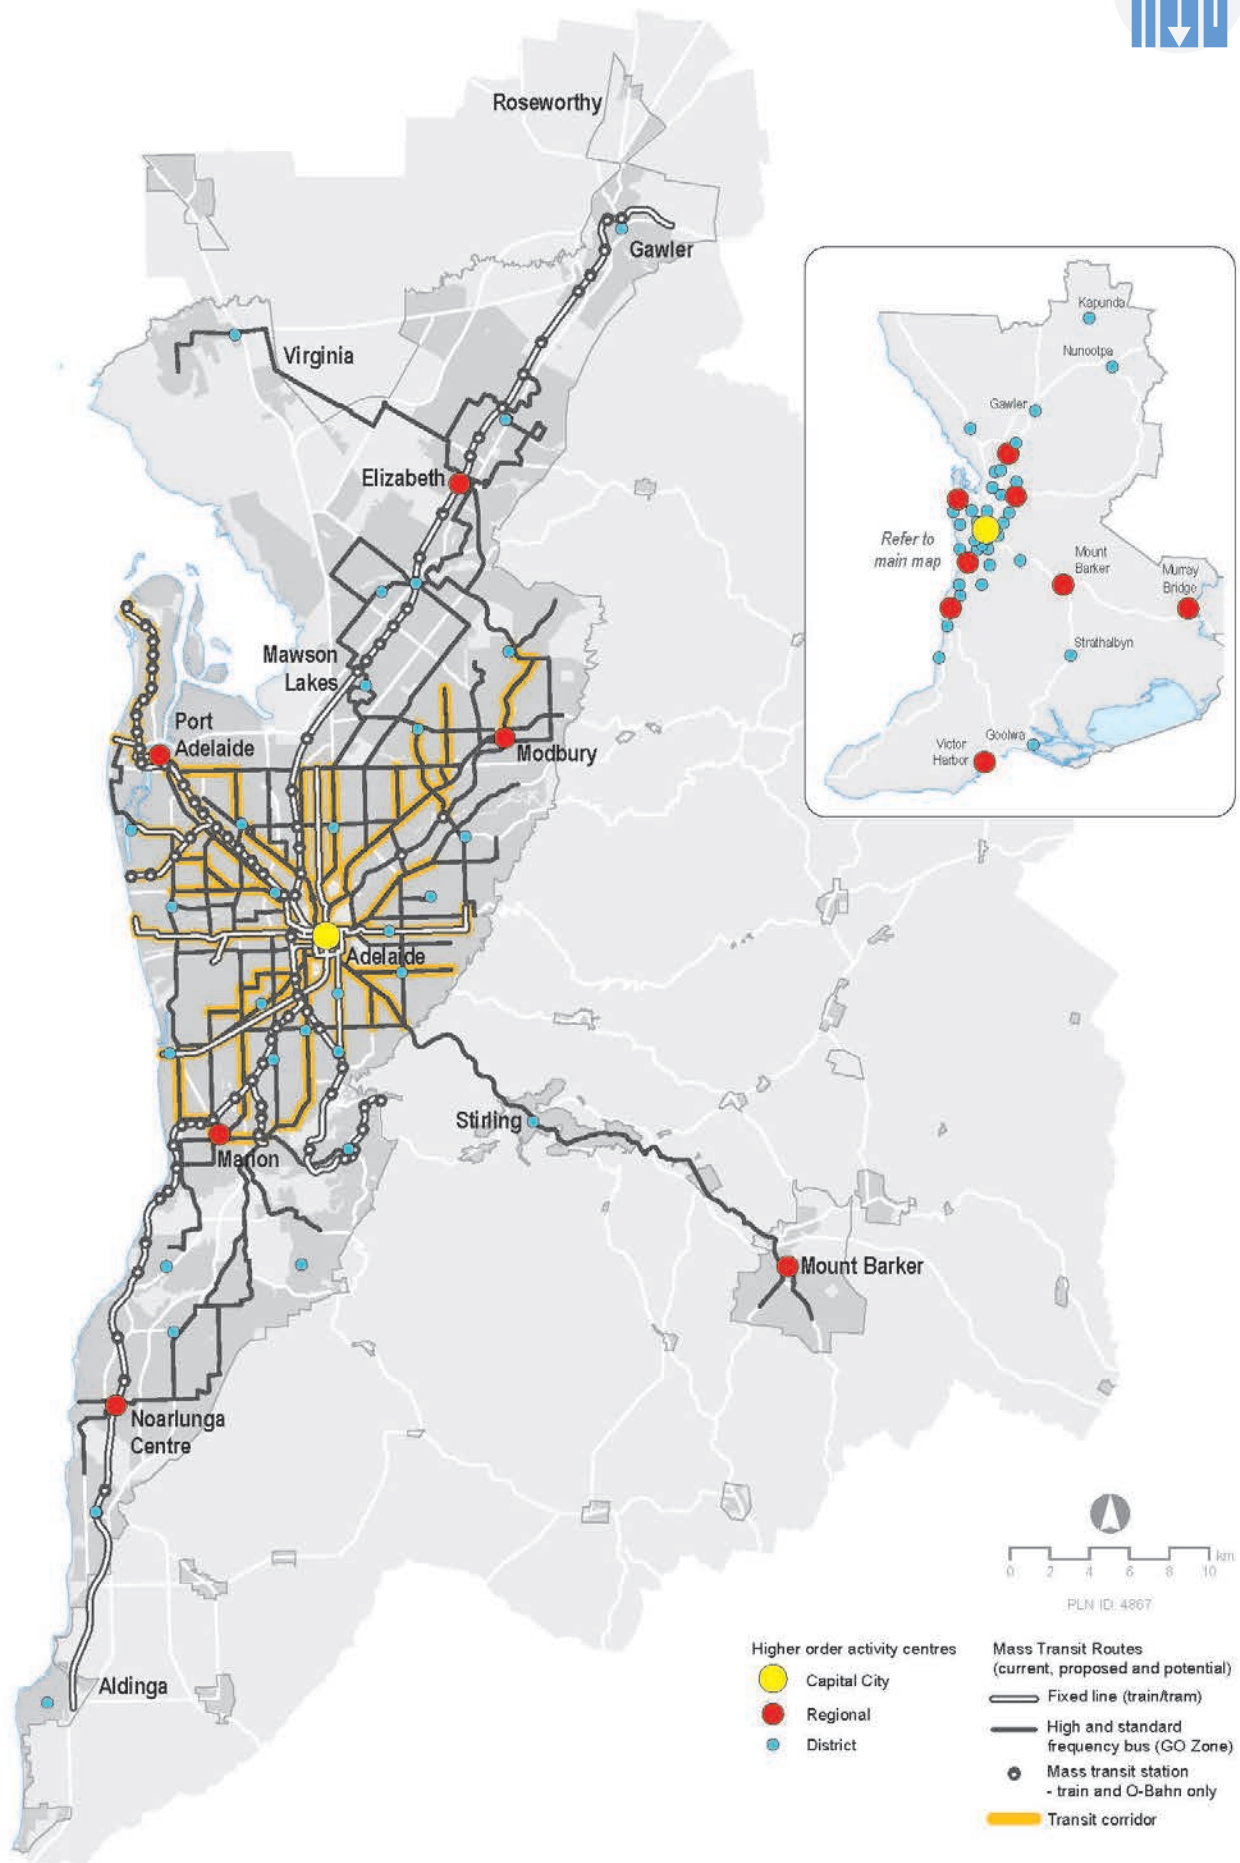 Roseworthy
Gawler
Virginia
Elizabeth
Mawson
Lakes
Port
Adelaide
Modbury
Adelaide
Stirling
Marion
Mount Barker
Noarlunga
Centre
Aldinga
Kapunda
Nunootpa
Gawler
Refer to
main map
Mount
Barker
Murray
Bridge
Strathalbyn
Goolwa
Victor
Harbor
km
0 2 4 6 8 10
PLN ID: 4867
Higher order activity centres
Capital City
Regional
District
Mass Transit Routes
(current, proposed and potential)
Fixed line (train/tram)
High and standard
frequency bus (GO Zone)
Mass transit station
- train and O-Bahn only
Transit corridor